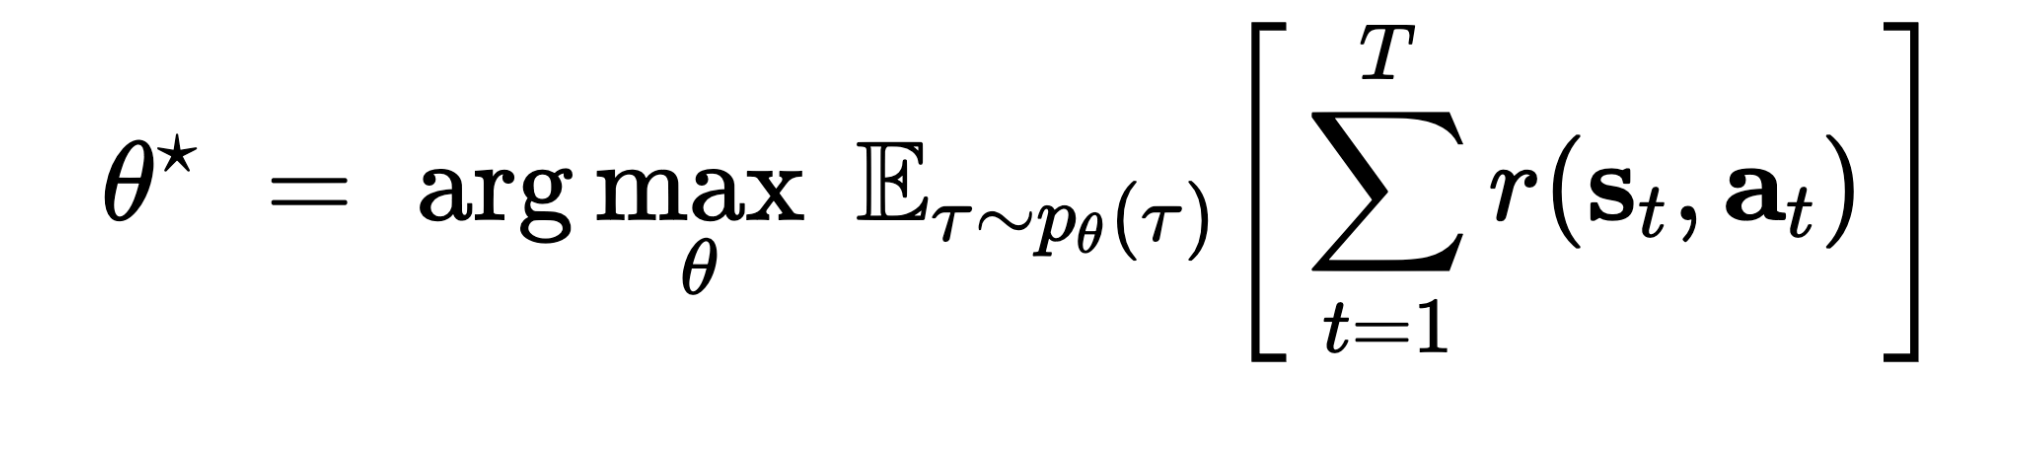 θ⋆ = arg max_θ 𝔼_{τ∼p_θ(τ)} [ ∑_{t=1}^{T} r(𝐬_t, 𝐚_t) ]